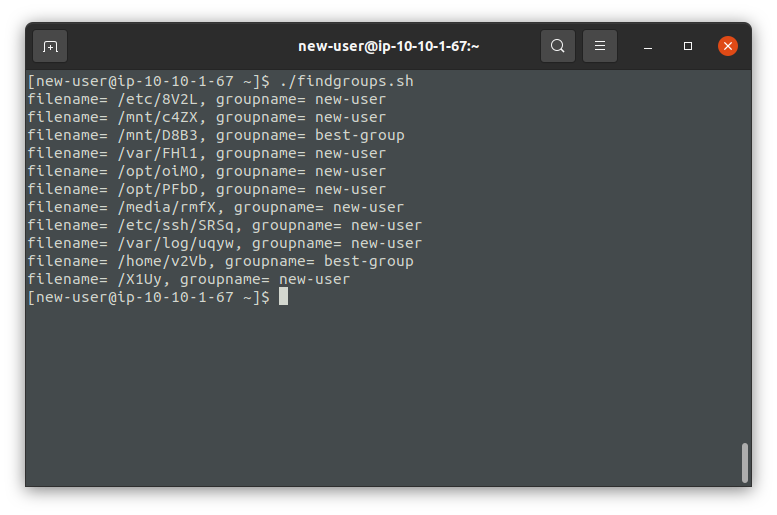 new-user@ip-10-10-1-67:~
[new-user@ip-10-10-1-67 ~]$ ./findgroups.sh
filename= /etc/8V2L, groupname= new-user
filename= /mnt/c4ZX, groupname= new-user
filename= /mnt/D8B3, groupname= best-group
filename= /var/FHl1, groupname= new-user
filename= /opt/oiMO, groupname= new-user
filename= /opt/PFbD, groupname= new-user
filename= /media/rmfX, groupname= new-user
filename= /etc/ssh/SRSq, groupname= new-user
filename= /var/log/uqyw, groupname= new-user
filename= /home/v2Vb, groupname= best-group
filename= /X1Uy, groupname= new-user
[new-user@ip-10-10-1-67 ~]$